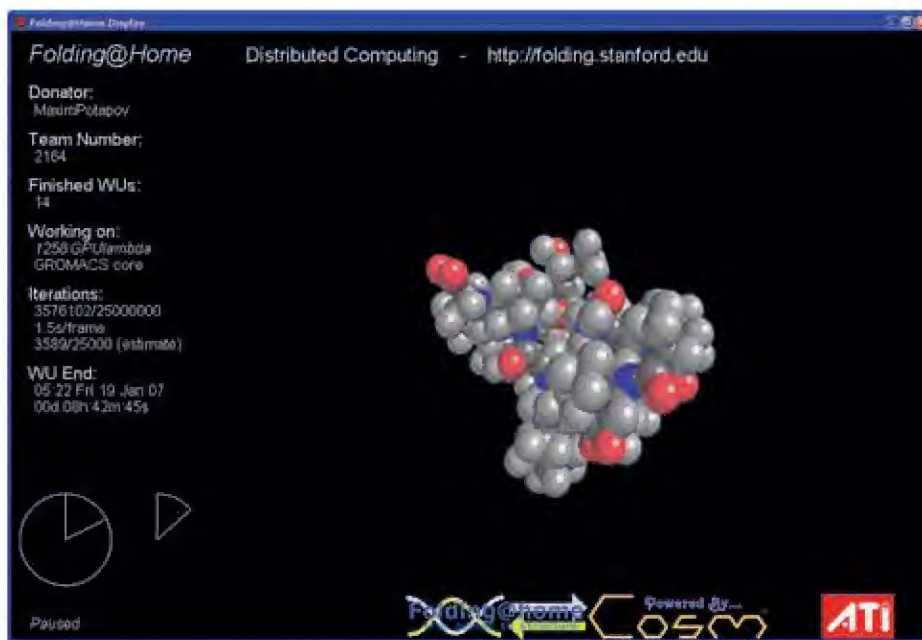 Folding@Home Display
Folding@Home Distributed Computing - http://folding.stanford.edu
Donator:
MaximPotapov
Team Number:
2164
Finished WUs:
14
Working on:
1258 GPUlambda
GROMACS core
Iterations:
3576102/25000000
1.5s/frame
3589/25000 (estimate)
WU End:
05:22 Fri 19 Jan 07
00d 08h 42m 45s
Paused
Folding@home
Powered By...
Cosm
ATI